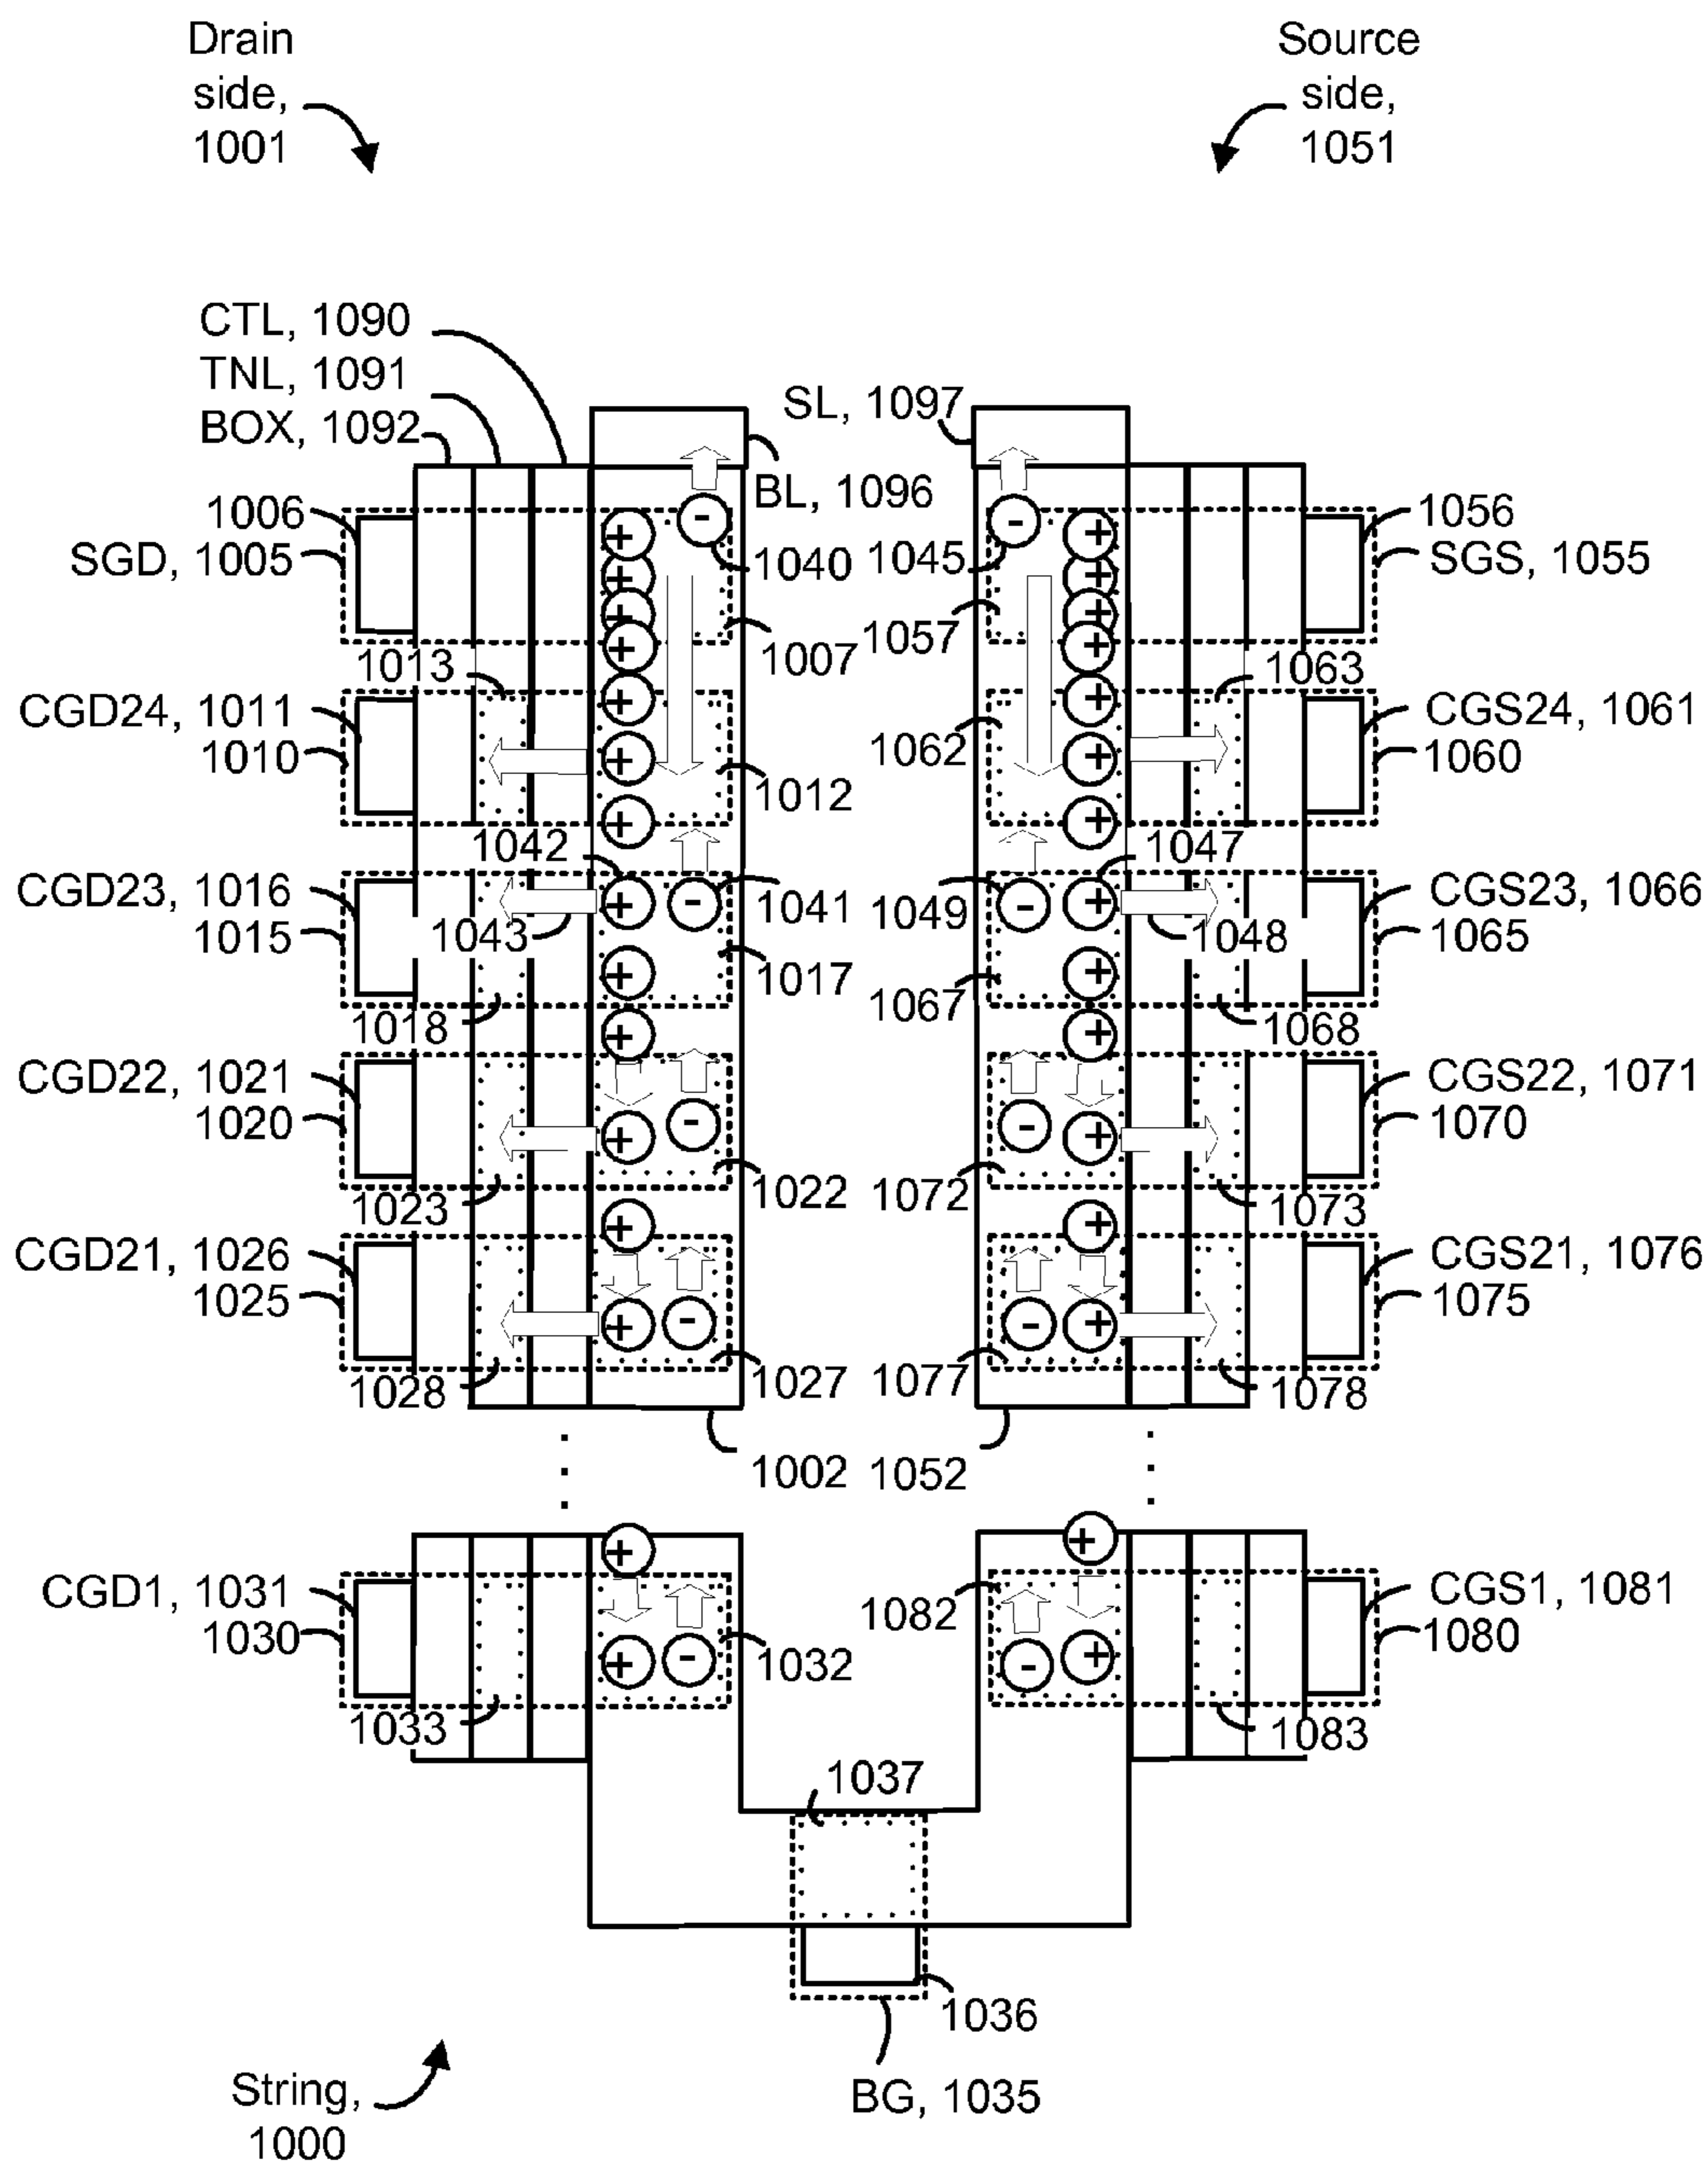 Drain
side,
1001
Source
side,
1051
CTL, 1090
TNL, 1091
BOX, 1092
SL, 1097
BL, 1096
1006
SGD, 1005
1040 1045
1056
SGS, 1055
1007 1057
1013
1063
CGD24, 1011
1010
1012
1062
CGS24, 1061
1060
1042
1047
CGD23, 1016
1015
1043
1041 1049
1048
CGS23, 1066
1065
1017
1067
1018
1068
CGD22, 1021
1020
CGS22, 1071
1070
1022 1072
1023
1073
CGD21, 1026
1025
CGS21, 1076
1075
1027 1077
1028
1078
1002 1052
CGD1, 1031
1030
1082
1032
CGS1, 1081
1080
1033
1083
1037
1036
BG, 1035
String,
1000
+
-